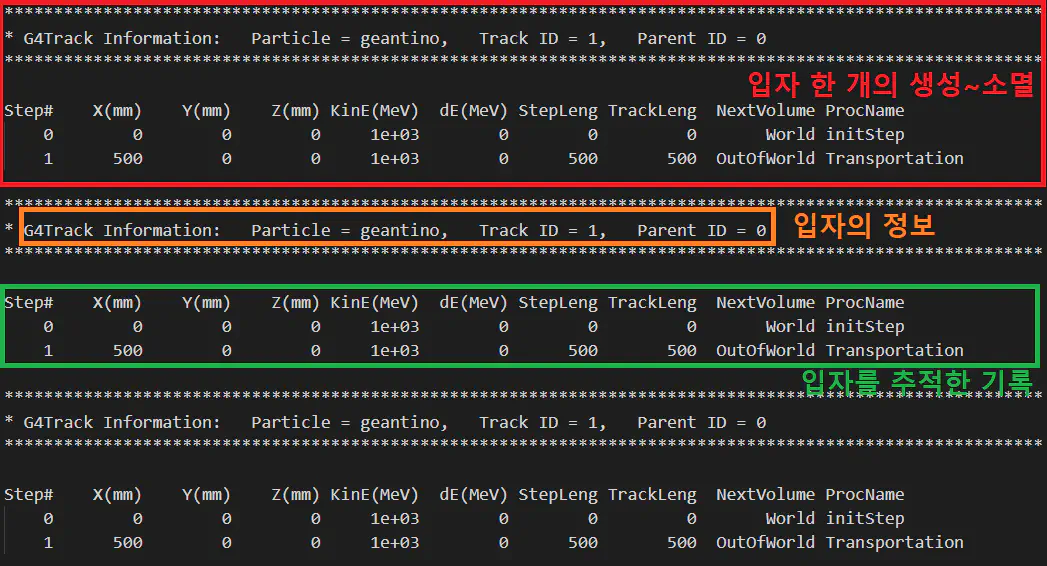 *********************************************************************************************************
* G4Track Information:   Particle = geantino,   Track ID = 1,   Parent ID = 0
*********************************************************************************************************
입자 한 개의 생성~소멸
Step#    X(mm)    Y(mm)    Z(mm) KinE(MeV)  dE(MeV) StepLeng TrackLeng  NextVolume ProcName
    0        0        0        0     1e+03        0        0         0       World initStep
    1      500        0        0     1e+03        0      500       500  OutOfWorld Transportation
*********************************************************************************************************
* G4Track Information:   Particle = geantino,   Track ID = 1,   Parent ID = 0 입자의 정보
*********************************************************************************************************
Step#    X(mm)    Y(mm)    Z(mm) KinE(MeV)  dE(MeV) StepLeng TrackLeng  NextVolume ProcName
    0        0        0        0     1e+03        0        0         0       World initStep
    1      500        0        0     1e+03        0      500       500  OutOfWorld Transportation
입자를 추적한 기록
*********************************************************************************************************
* G4Track Information:   Particle = geantino,   Track ID = 1,   Parent ID = 0
*********************************************************************************************************
Step#    X(mm)    Y(mm)    Z(mm) KinE(MeV)  dE(MeV) StepLeng TrackLeng  NextVolume ProcName
    0        0        0        0     1e+03        0        0         0       World initStep
    1      500        0        0     1e+03        0      500       500  OutOfWorld Transportation